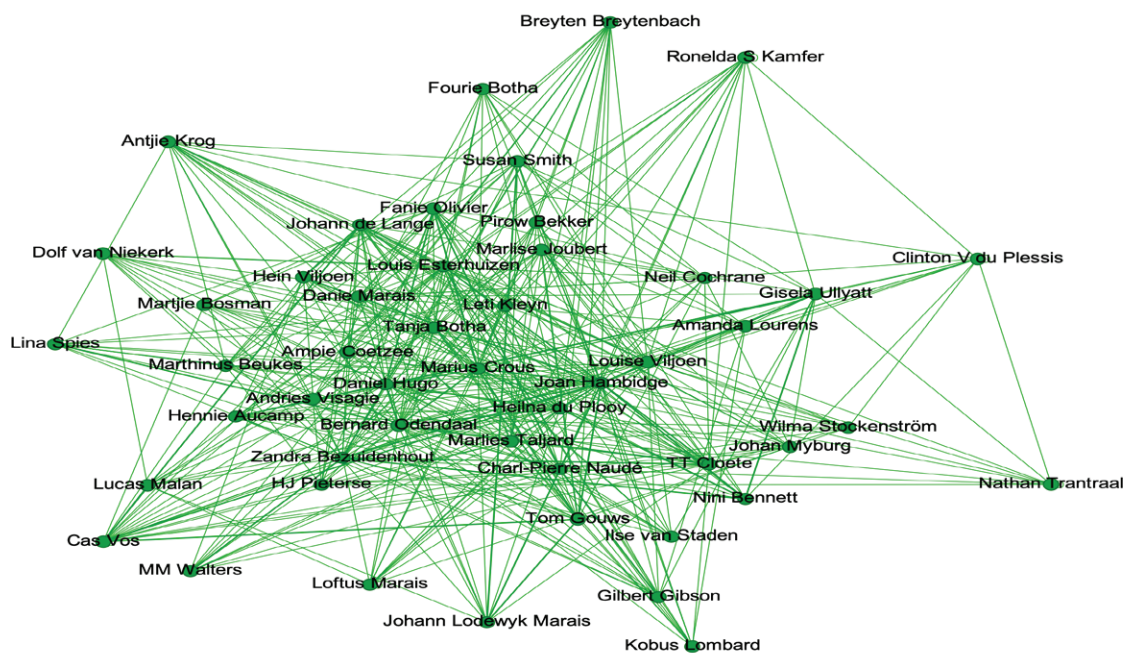 Breyten Breytenbach
Ronelda S Kamfer
Fourie Botha
Antjie Krog
Susan Smith
Fanie Olivier
Johann de Lange
Pirow Bekker
Dolf van Niekerk
Marlise Joubert
Clinton V du Plessis
Louis Esterhuizen
Hein Viljoen
Neil Cochrane
Gisela Ullyatt
Danie Marais
Martjie Bosman
Leti Kleyn
Tanja Botha
Amanda Lourens
Lina Spies
Ampie Coetzee
Marthinus Beukes
Marius Crous
Louise Viljoen
Daniel Hugo
Joan Hambidge
Andries Visagie
Heilna du Plooy
Hennie Aucamp
Bernard Odendaal
Wilma Stockenström
Marlies Taljard
Johan Myburg
Zandra Bezuidenhout
Charl-Pierre Naudé
TT Cloete
Lucas Malan
HJ Pieterse
Nathan Trantraal
Nini Bennett
Tom Gouws
Cas Vos
Ilse van Staden
MM Walters
Loftus Marais
Gilbert Gibson
Johann Lodewyk Marais
Kobus Lombard